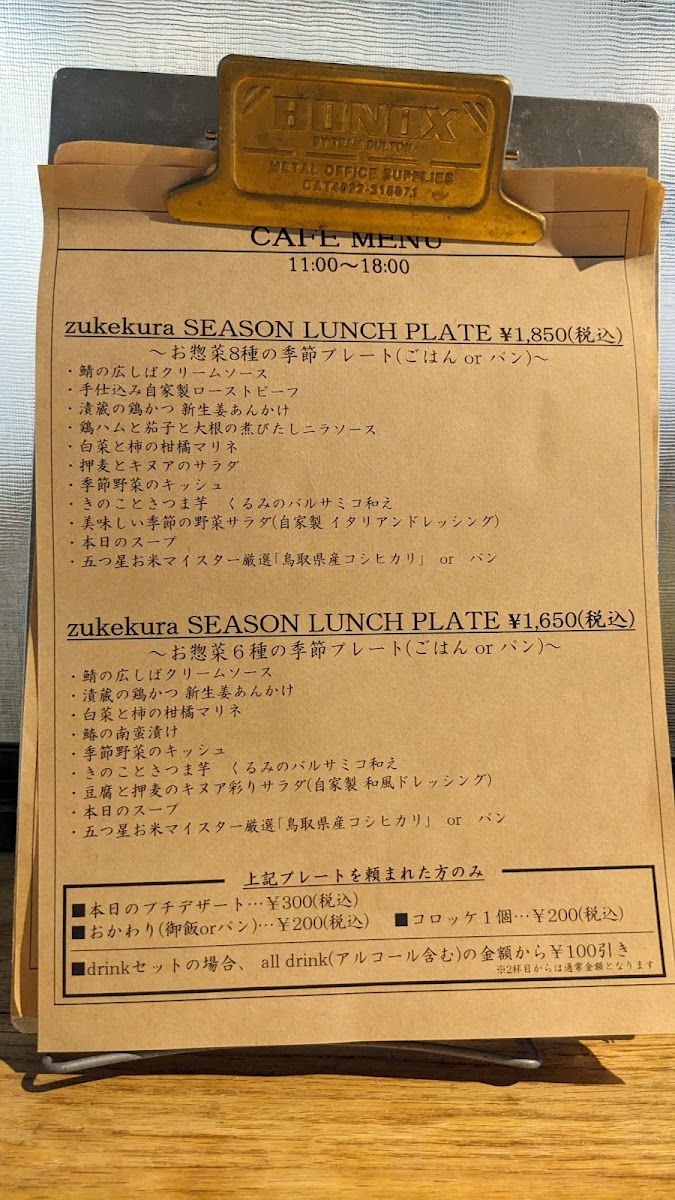 BONOX
BY TEAM DULTON
METAL OFFICE SUPPLIES
CAT4922-316871
CAFE MENU
11:00～18:00
zukekura SEASON LUNCH PLATE ¥1,850(税込)
～お惣菜8種の季節プレート(ごはん or パン)～
・鯖の広しばクリームソース
・手仕込み自家製ローストビーフ
・漬蔵の鶏かつ 新生姜あんかけ
・鶏ハムと茄子と大根の煮びたしニラソース
・白菜と柿の柑橘マリネ
・押麦とキヌアのサラダ
・季節野菜のキッシュ
・きのことさつま芋　くるみのバルサミコ和え
・美味しい季節の野菜サラダ(自家製 イタリアンドレッシング)
・本日のスープ
・五つ星お米マイスター厳選｢鳥取県産コシヒカリ」 or パン
zukekura SEASON LUNCH PLATE ¥1,650(税込)
～お惣菜６種の季節プレート(ごはん or パン)～
・鯖の広しばクリームソース
・漬蔵の鶏かつ 新生姜あんかけ
・白菜と柿の柑橘マリネ
・鰆の南蛮漬け
・季節野菜のキッシュ
・きのことさつま芋　くるみのバルサミコ和え
・豆腐と押麦のキヌア彩りサラダ(自家製 和風ドレッシング)
・本日のスープ
・五つ星お米マイスター厳選｢鳥取県産コシヒカリ」 or パン
上記プレートを頼まれた方のみ
■本日のプチデザート…￥300(税込)
■おかわり(御飯orパン)…￥200(税込)　■コロッケ１個…￥200(税込)
■drinkセットの場合、all drink(アルコール含む)の金額から￥100引き
※2杯目からは通常金額となります